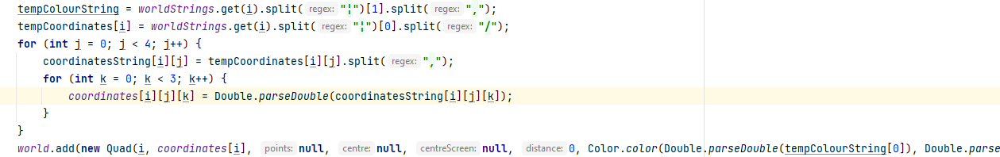 tempColourString = worldStrings.get(i).split( regex: "¦")[1].split( regex: ",");
tempCoordinates[i] = worldStrings.get(i).split( regex: "¦")[0].split( regex: "/");
for (int j = 0; j < 4; j++) {
coordinatesString[i][j] = tempCoordinates[i][j].split( regex: ",");
for (int k = 0; k < 3; k++) {
coordinates[i][j][k] = Double.parseDouble(coordinatesString[i][j][k]);
}
}
world.add(new Quad(i, coordinates[i], points: null, centre: null, centreScreen: null, distance: 0, Color.color(Double.parseDouble(tempColourString[0]), Double.parse